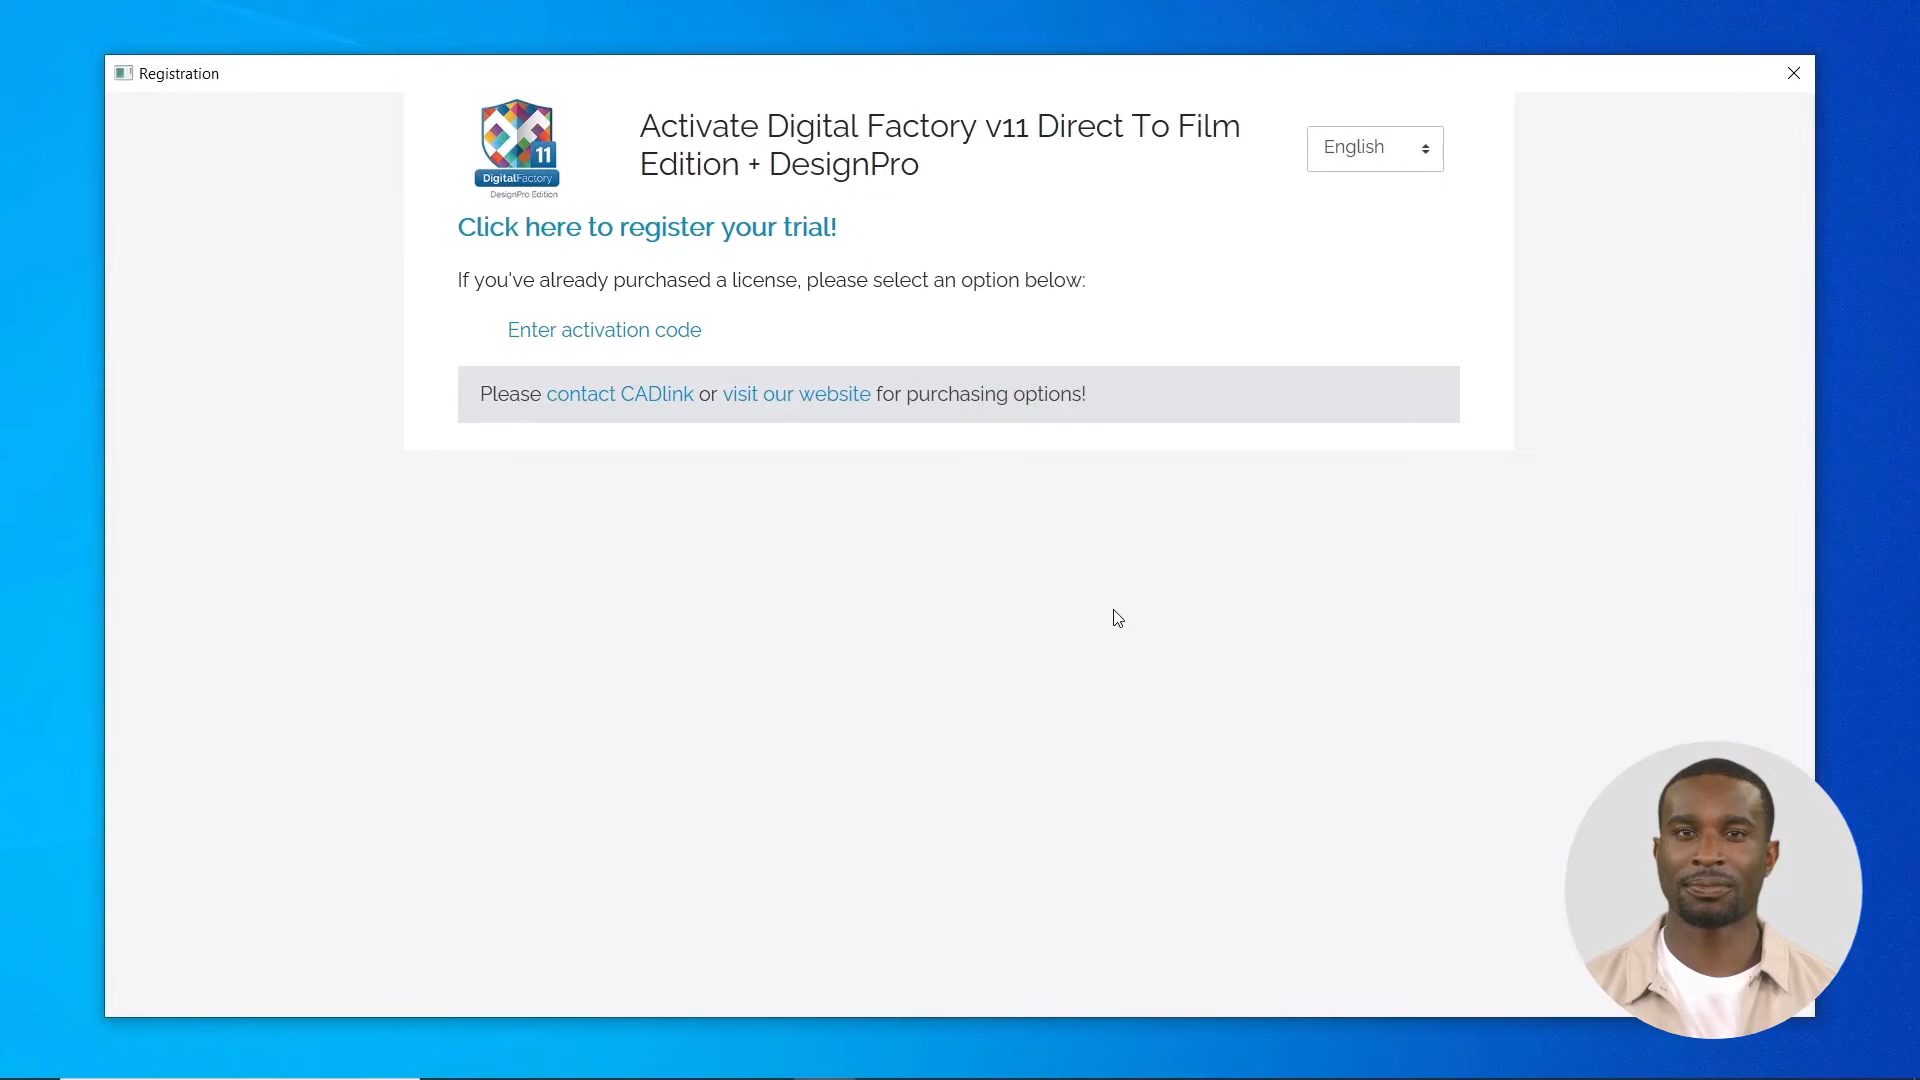 Registration
Activate Digital Factory v11 Direct To Film
Edition + DesignPro
English
11
DigitalFactory
DesignPro Edition
Click here to register your trial!
If you've already purchased a license, please select an option below:
Enter activation code
Please contact CADlink or visit our website for purchasing options!